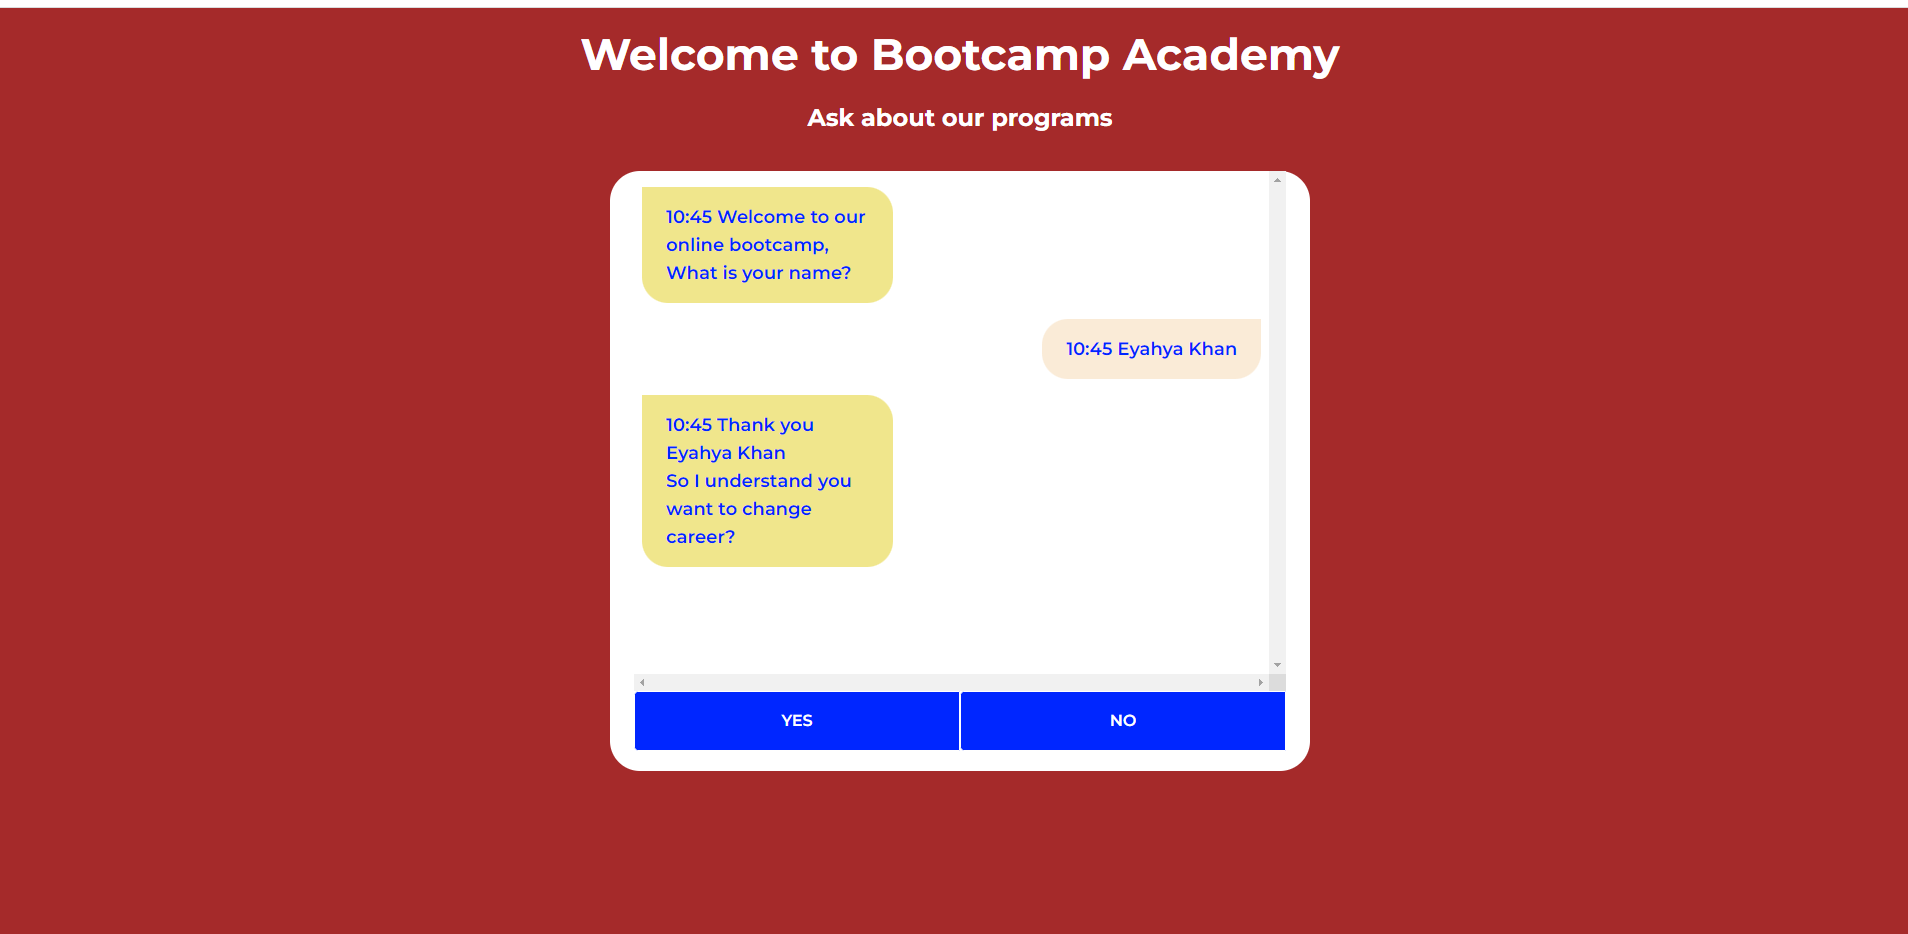 Welcome to Bootcamp Academy
Ask about our programs
10:45 Welcome to our
online bootcamp,
What is your name?
10:45 Eyahya Khan
10:45 Thank you
Eyahya Khan
So I understand you
want to change
career?
YES
NO